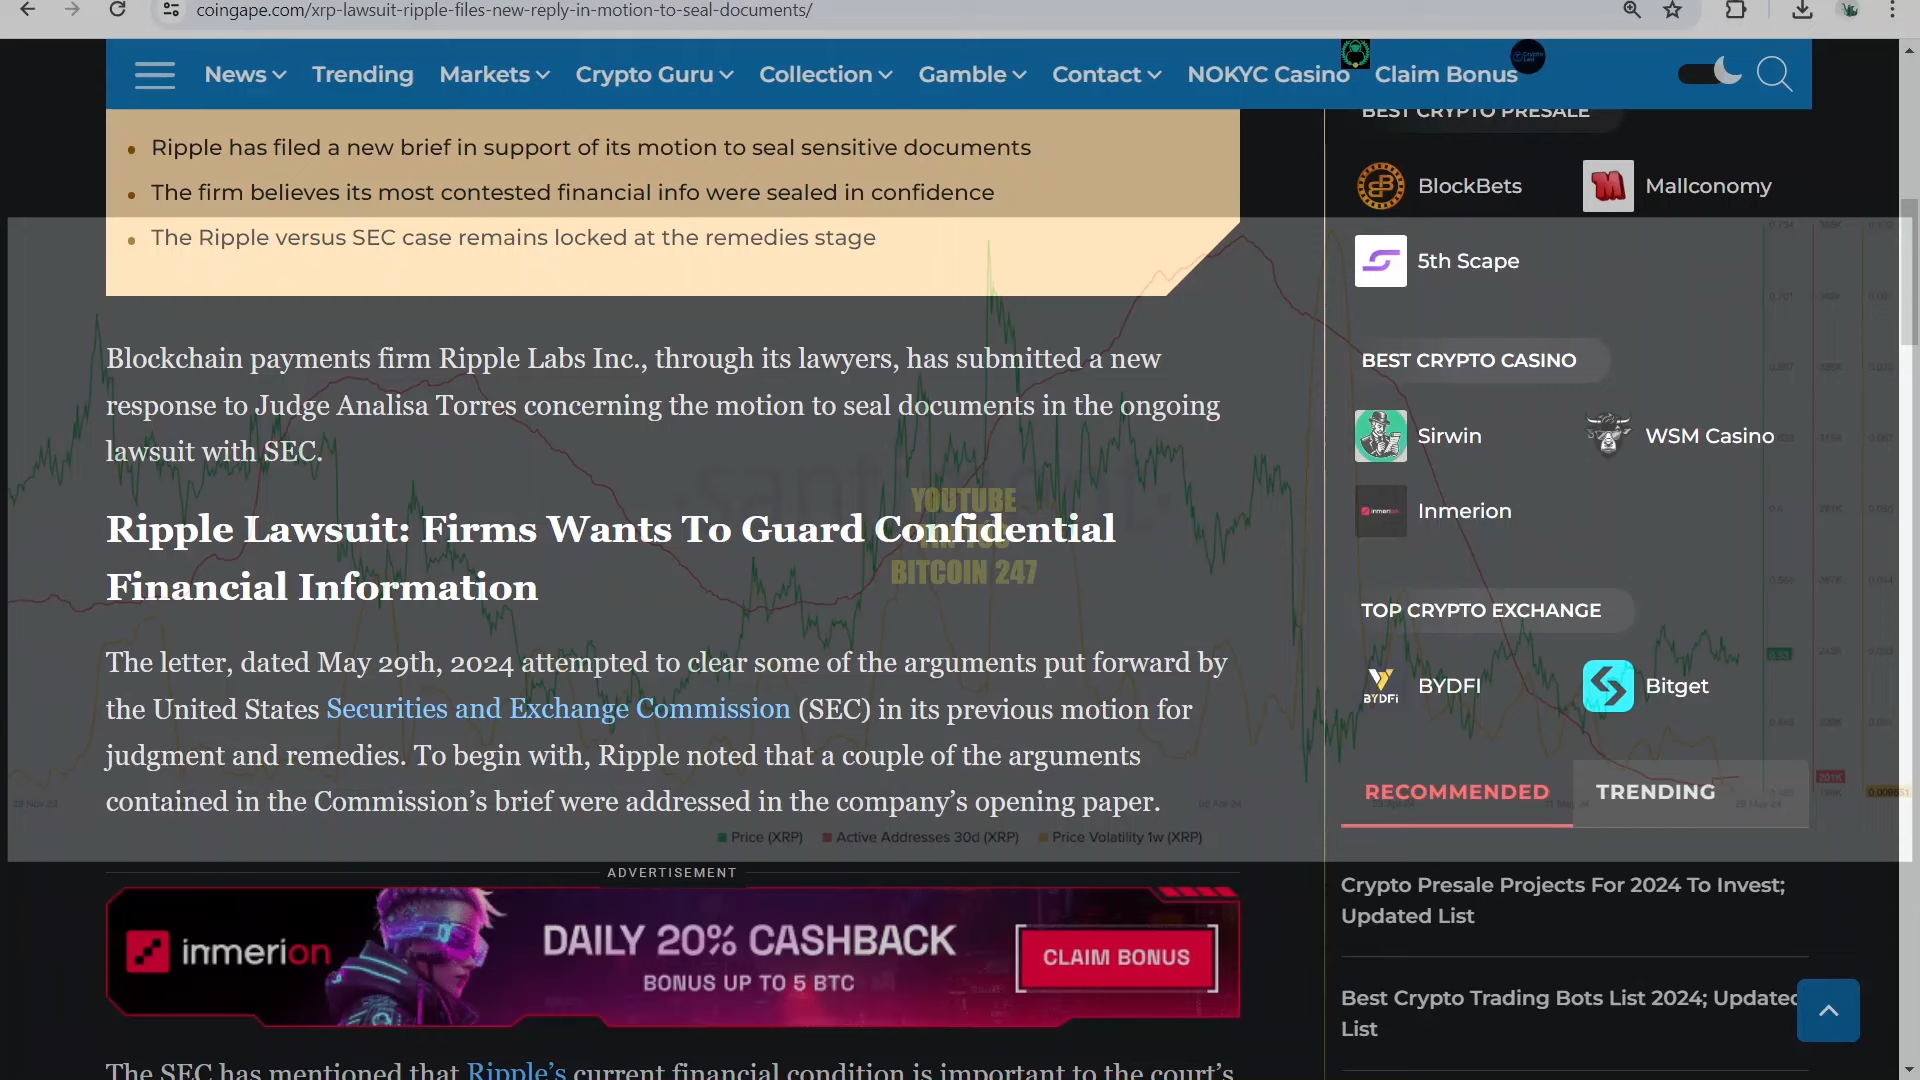 coingape.com/xrp-lawsuit-ripple-files-new-reply-in-motion-to-seal-documents/
News Trending Markets Crypto Guru Collection Gamble Contact NOKYC Casino Claim Bonus
Ripple has filed a new brief in support of its motion to seal sensitive documents
The firm believes its most contested financial info were sealed in confidence
The Ripple versus SEC case remains locked at the remedies stage
Blockchain payments firm Ripple Labs Inc., through its lawyers, has submitted a new
response to Judge Analisa Torres concerning the motion to seal documents in the ongoing
lawsuit with SEC.
YOUTUBE
BITCOIN 247
Ripple Lawsuit: Firms Wants To Guard Confidential
Financial Information
The letter, dated May 29th, 2024 attempted to clear some of the arguments put forward by
the United States Securities and Exchange Commission (SEC) in its previous motion for
judgment and remedies. To begin with, Ripple noted that a couple of the arguments
contained in the Commission's brief were addressed in the company's opening paper.
Price (XRP) Active Addresses 30d (XRP) Price Volatility 1w (XRP)
ADVERTISEMENT
inmerion
DAILY 20% CASHBACK
BONUS UP TO 5 BTC
CLAIM BONUS
The SEC has mentioned that Ripple's current financial condition is important to the court's
BEST CRYPTO PRESALE
BlockBets Mallconomy
5th Scape
BEST CRYPTO CASINO
Sirwin WSM Casino
inmerion Inmerion
TOP CRYPTO EXCHANGE
BYDFi BYDFI Bitget
RECOMMENDED TRENDING
Crypto Presale Projects For 2024 To Invest;
Updated List
Best Crypto Trading Bots List 2024; Updated
List